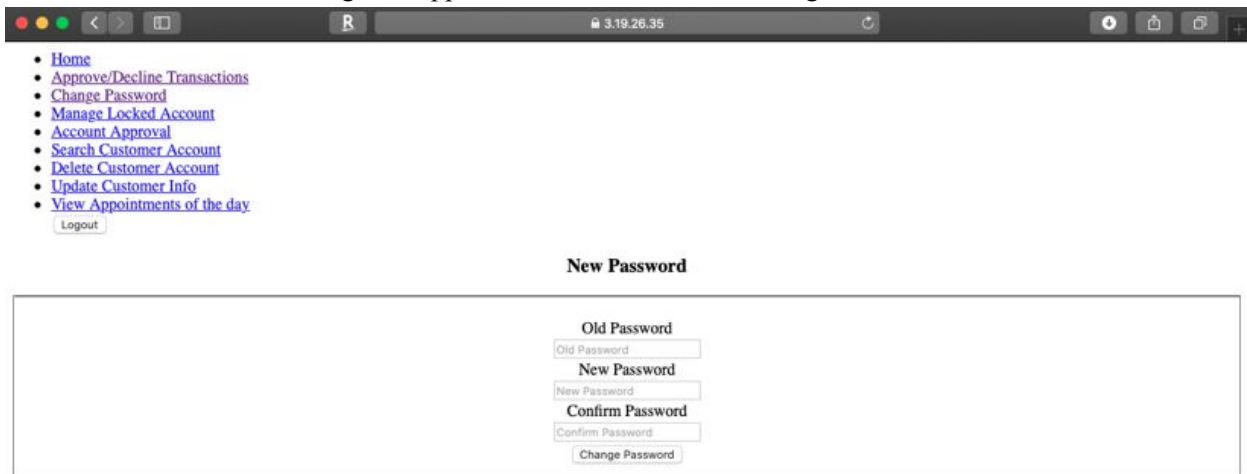 R 3.19.26.35
Home
Approve/Decline Transactions
Change Password
Manage Locked Account
Account Approval
Search Customer Account
Delete Customer Account
Update Customer Info
View Appointments of the day
Logout
New Password
Old Password
Old Password
New Password
New Password
Confirm Password
Confirm Password
Change Password